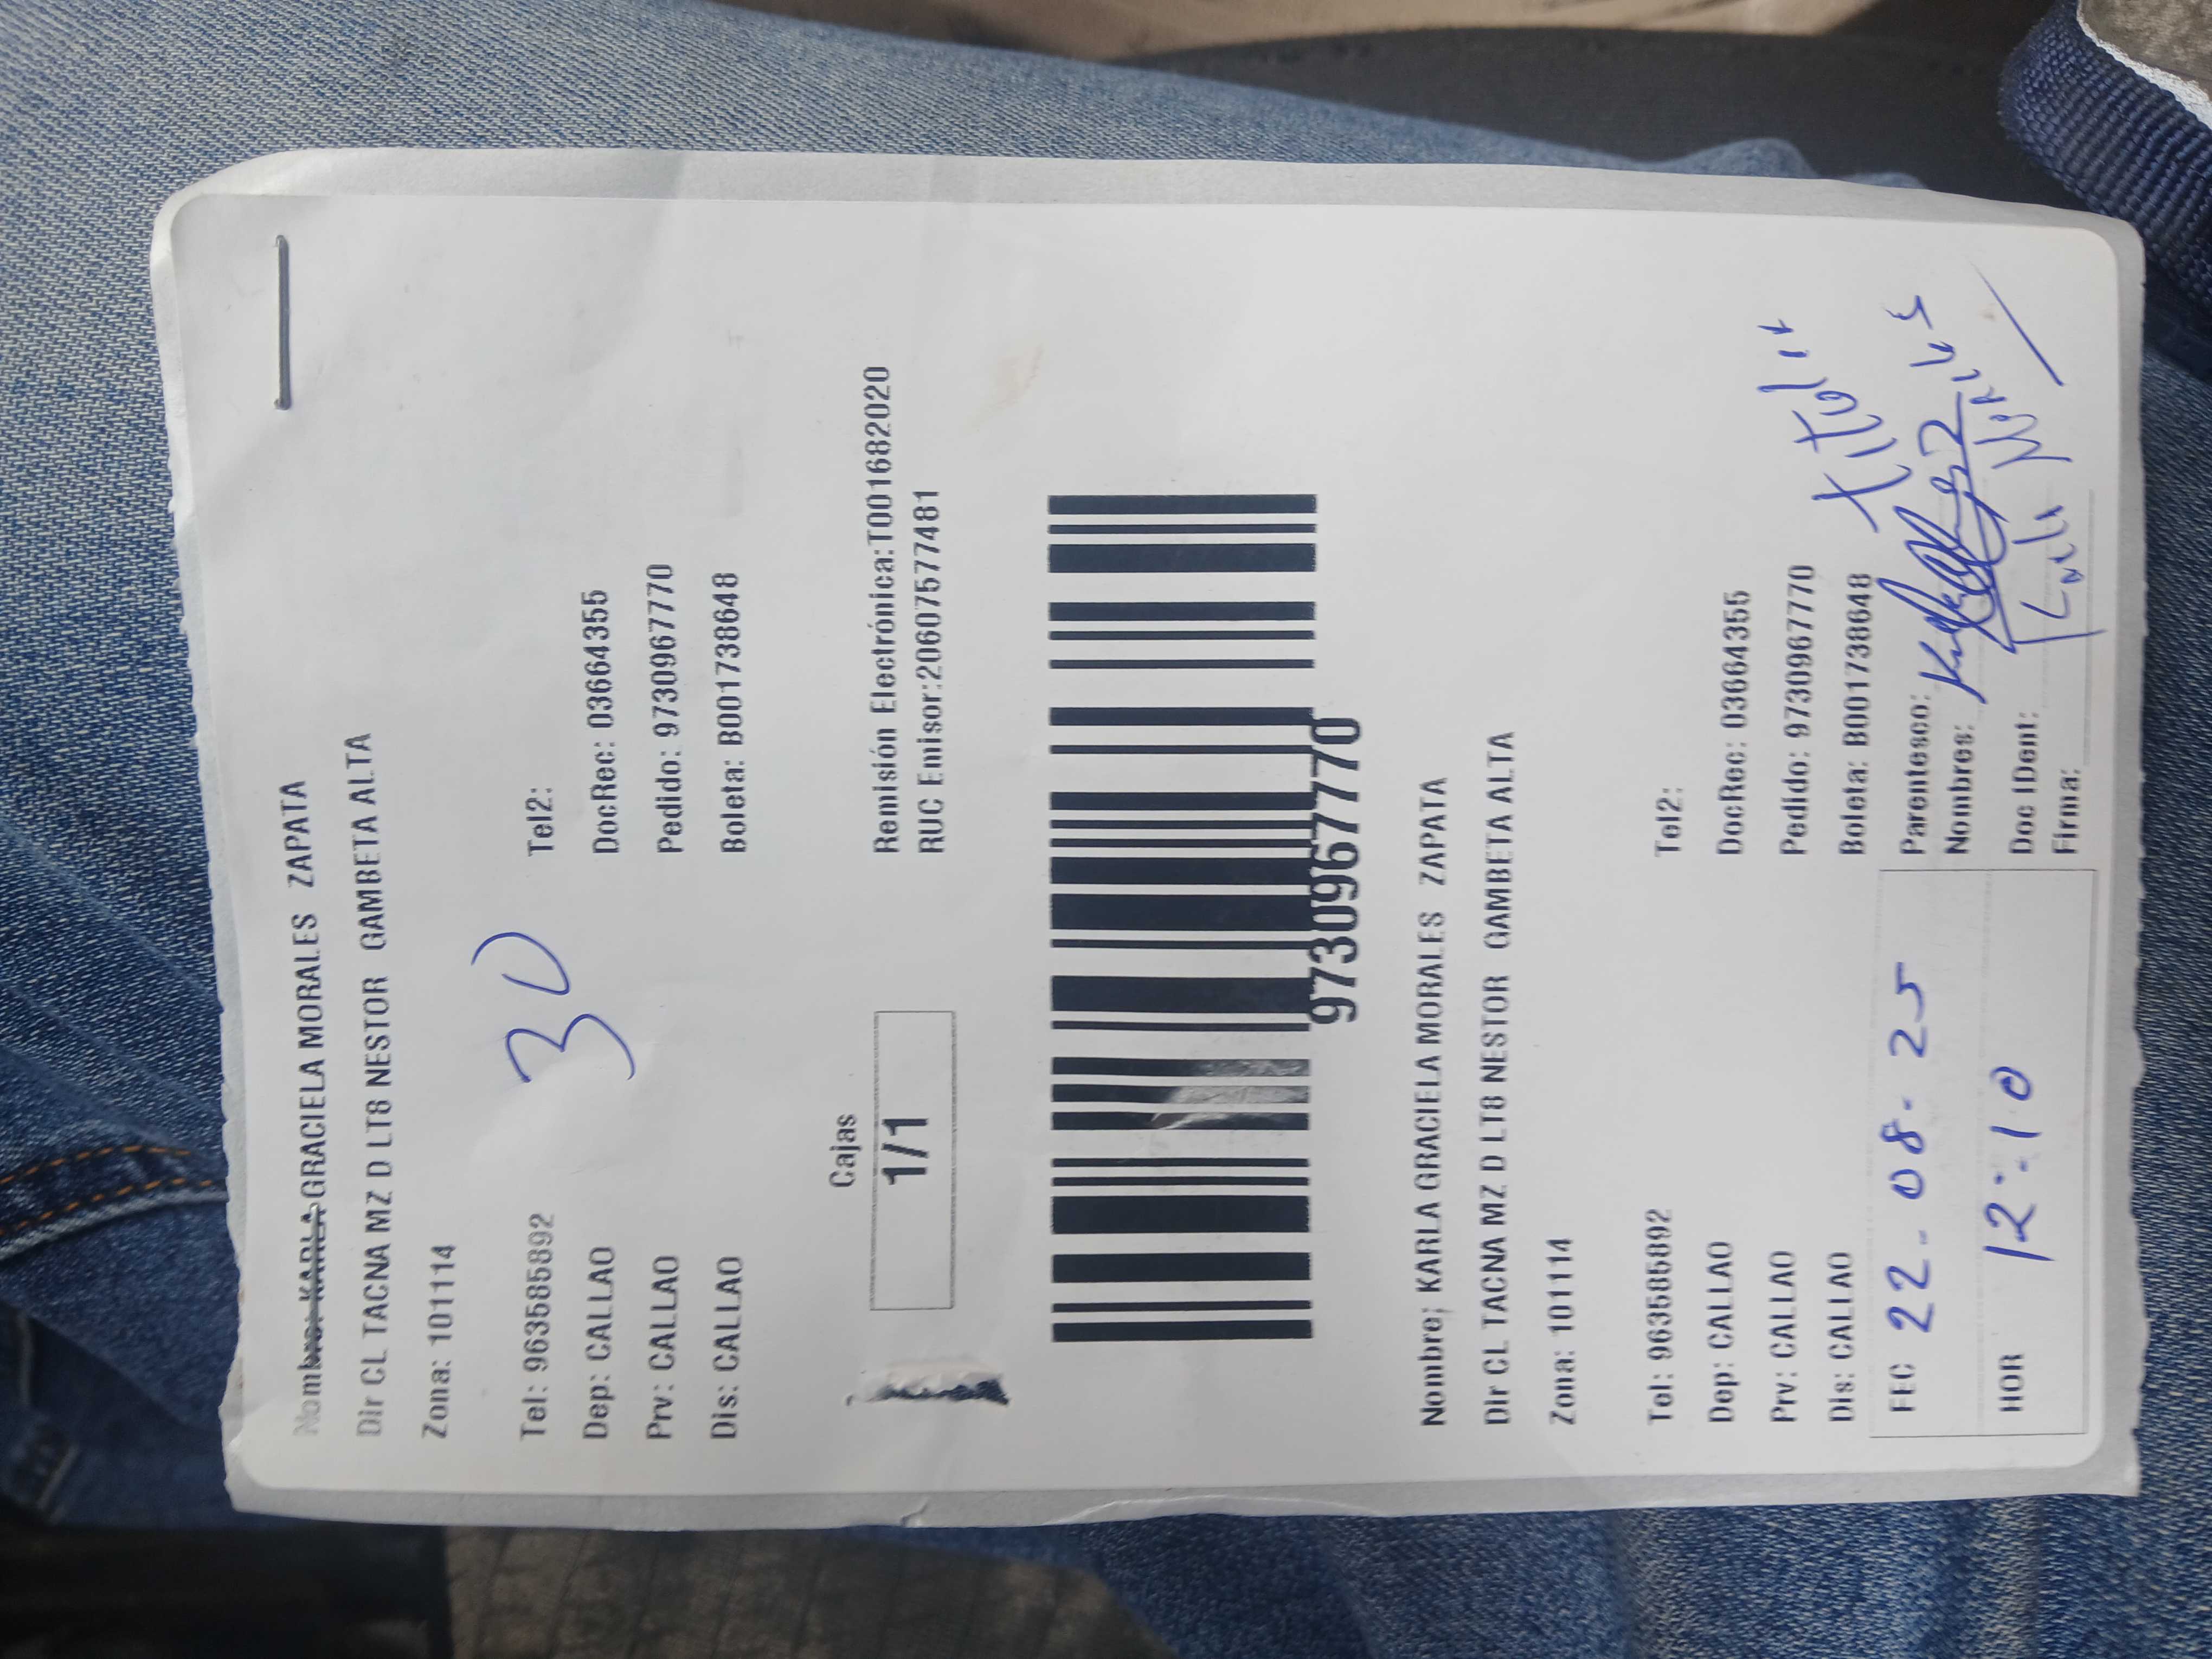 Nombre: KARLA GRACIELA MORALES ZAPATA
Dir CL TACNA MZ D LT8 NESTOR GAMBETA ALTA
Zona: 101114
30
Tel: 963585892 Tel2:
Dep: CALLAO DocRec: 03664355
Prv: CALLAO Pedido: 9730967770
Dis: CALLAO Boleta: B001738648
Cajas
1/1
Remisión Electrónica:T001682020
RUC Emisor:20607577481
9730967770
Nombre; KARLA GRACIELA MORALES ZAPATA
Dir CL TACNA MZ D LT8 NESTOR GAMBETA ALTA
Zona: 101114
Tel: 963585892 Tel2:
Dep: CALLAO DocRec: 03664355
Prv: CALLAO Pedido: 9730967770
Dis: CALLAO Boleta: B001738648
FEC 22-08-25
HOR 12:10
Parentesco:
Nombres:
Doc IDent:
Firma: